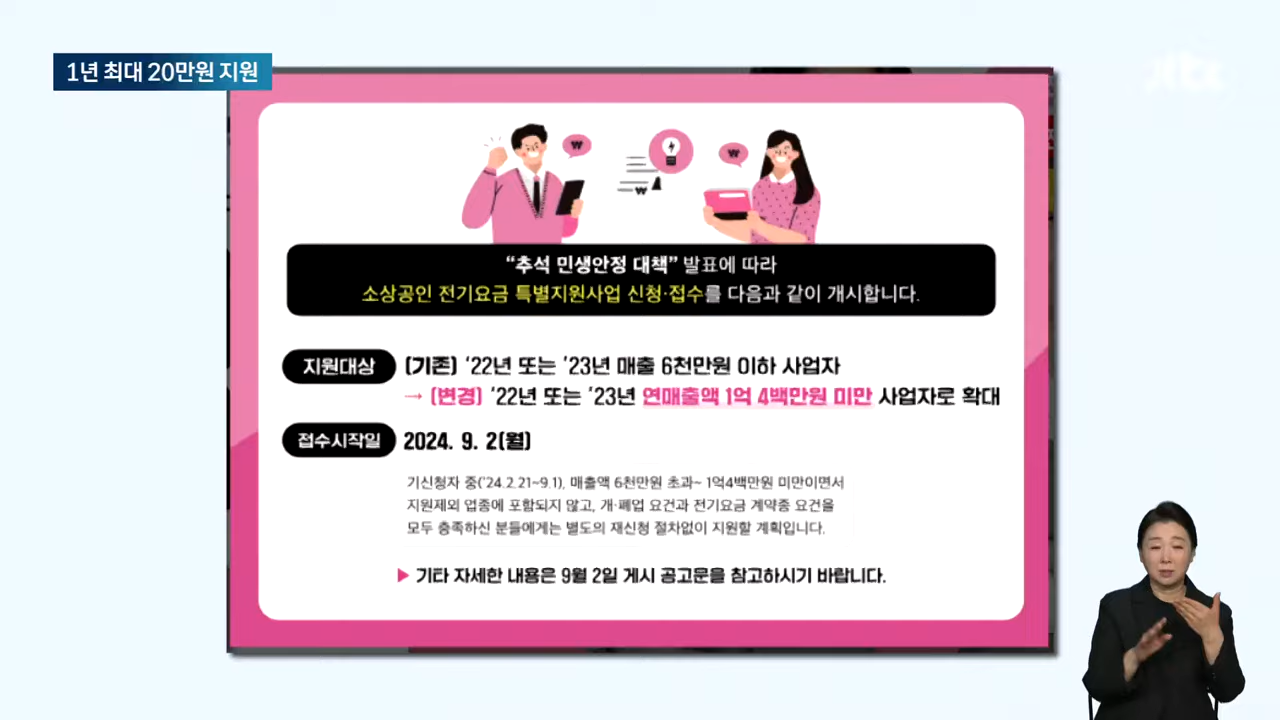 1년 최대 20만원 지원
jtbc
₩
₩
₩
“추석 민생안정 대책” 발표에 따라
소상공인 전기요금 특별지원사업 신청·접수를 다음과 같이 개시합니다.
지원대상 (기존) ‘22년 또는 ’23년 매출 6천만원 이하 사업자
→ (변경) ‘22년 또는 ‘23년 연매출액 1억 4백만원 미만 사업자로 확대
접수시작일 2024. 9. 2(월)
기신청자 중(’24.2.21~9.1), 매출액 6천만원 초과~ 1억4백만원 미만이면서
지원제외 업종에 포함되지 않고, 개·폐업 요건과 전기요금 계약종 요건을
모두 충족하신 분들에게는 별도의 재신청 절차없이 지원할 계획입니다.
▶ 기타 자세한 내용은 9월 2일 게시 공고문을 참고하시기 바랍니다.